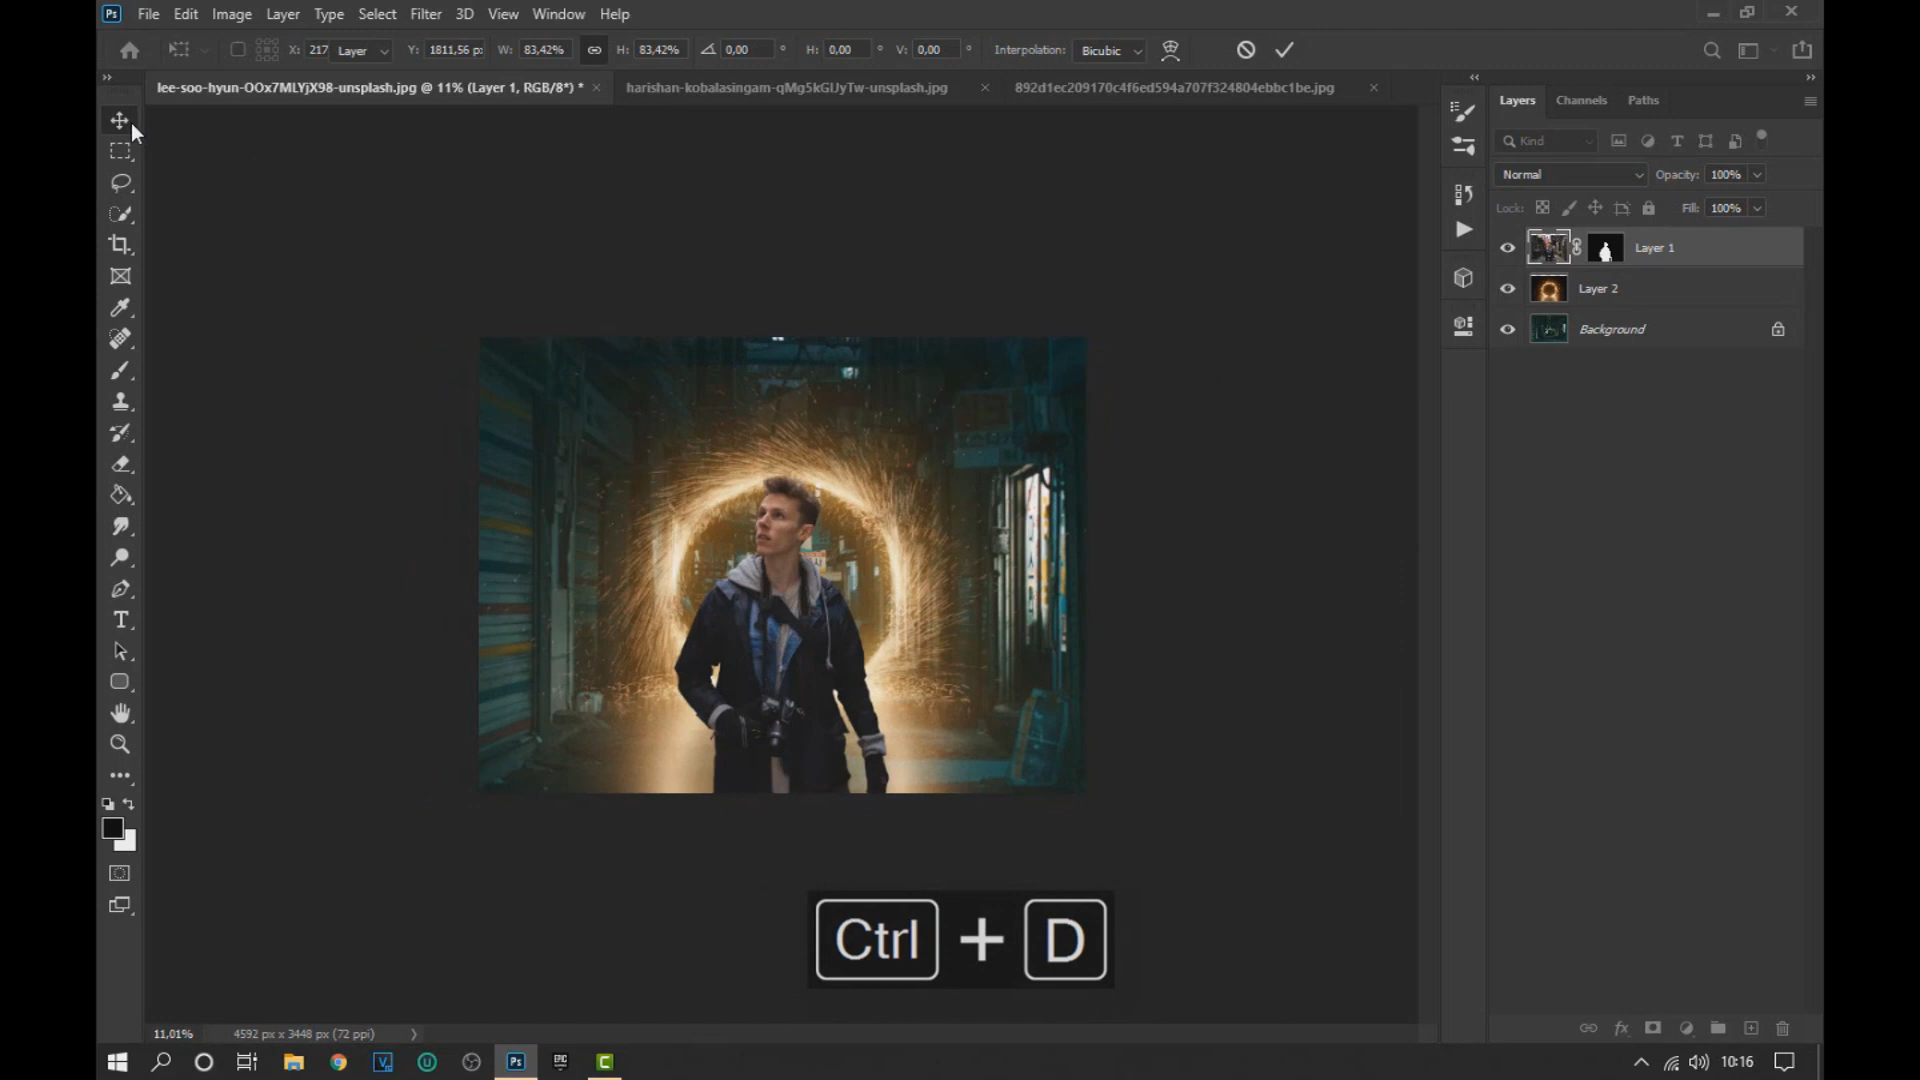 Ps File Edit Image Layer Type Select Filter 3D View Window Help
X: 217 Layer Y: 1811,56 p: W: 83,42% H: 83,42% 0,00 ° H: 0,00 ° V: 0,00 ° Interpolation: Bicubic
lee-soo-hyun-OOx7MLYjX98-unsplash.jpg @ 11% (Layer 1, RGB/8*) * × harishan-kobalasingam-qMg5kGUyTw-unsplash.jpg × 892d1ec209170c4f6ed594a707f324804ebbc1be.jpg ×
Layers Channels Paths
Kind
Normal Opacity: 100%
Lock: Fill: 100%
Layer 1
Layer 2
Background
Ctrl + D
11,01% 4592 px x 3448 px (72 ppi)
Ps EPIC C 10:16